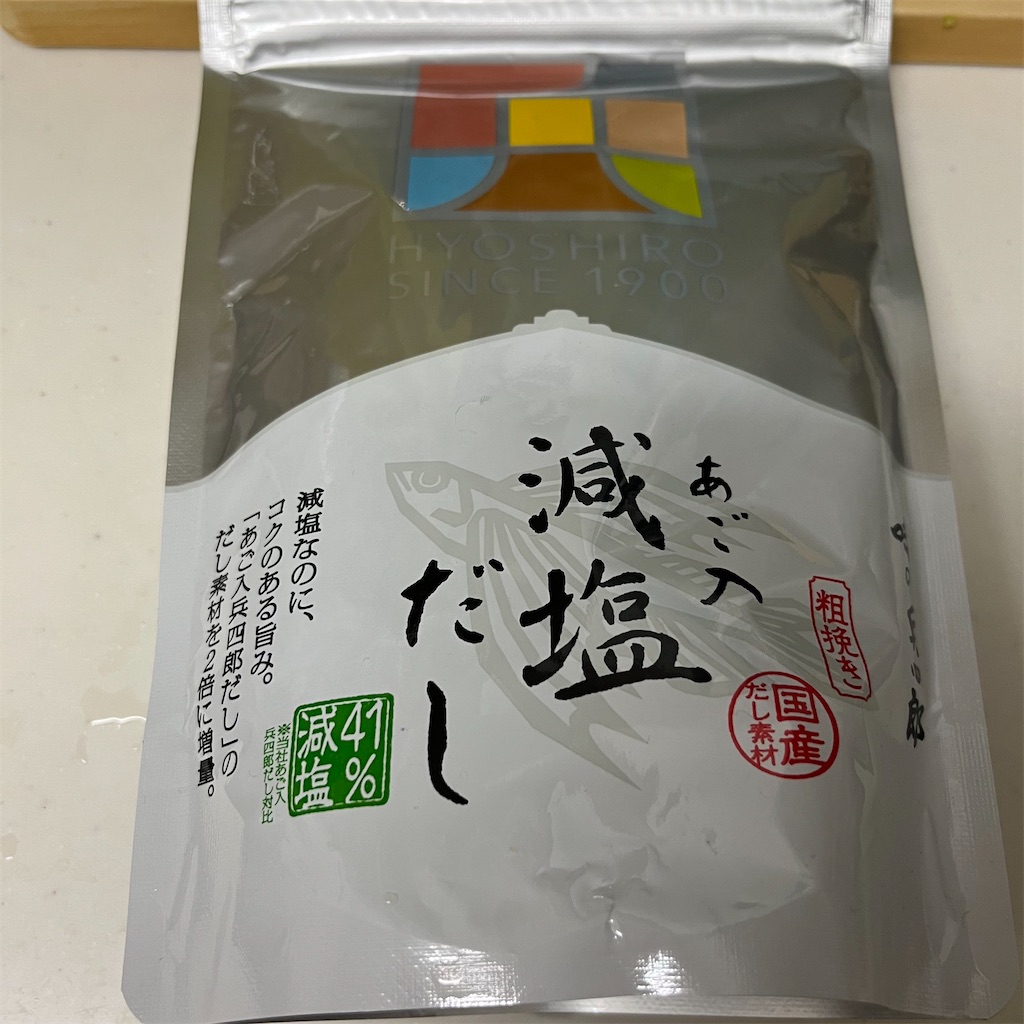 HYOSHIRO
SINCE 1900
味の兵四郎
粗挽き
国産
だし素材
あご入
減塩
だし
減塩なのに、
コクのある旨み。
「あご入兵四郎だし」の
だし素材を2倍に増量。
41%
減塩
※当社あご入
兵四郎だし対比